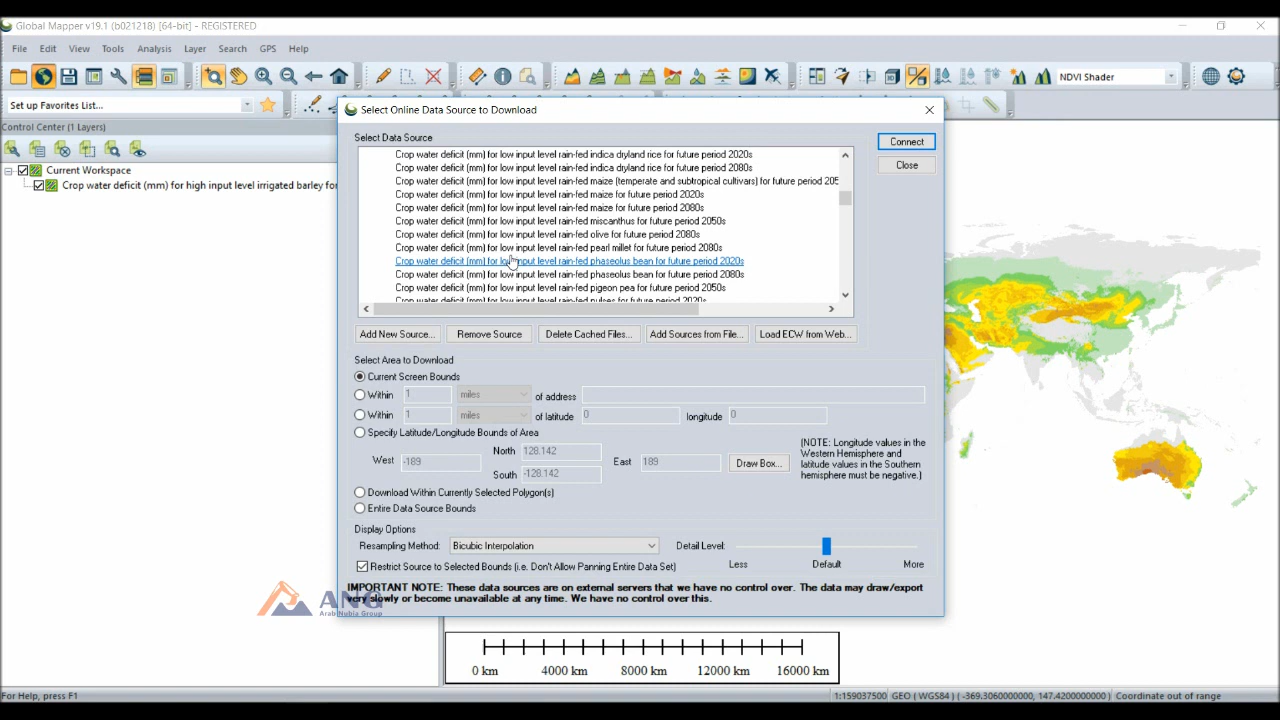 Global Mapper v19.1 (b021218) [64-bit] - REGISTERED
File Edit View Tools Analysis Layer Search GPS Help
NDVI Shader
Set up Favorites List...
Control Center (1 Layers)
Current Workspace
Crop water deficit (mm) for high input level irrigated barley for
Select Online Data Source to Download
Select Data Source
Connect
Close
Crop water deficit (mm) for low input level rain-fed indica dryland rice for future period 2020s
Crop water deficit (mm) for low input level rain-fed indica dryland rice for future period 2080s
Crop water deficit (mm) for low input level rain-fed maize (temperate and subtropical cultivars) for future period 205
Crop water deficit (mm) for low input level rain-fed maize for future period 2020s
Crop water deficit (mm) for low input level rain-fed maize for future period 2080s
Crop water deficit (mm) for low input level rain-fed miscanthus for future period 2050s
Crop water deficit (mm) for low input level rain-fed olive for future period 2080s
Crop water deficit (mm) for low input level rain-fed pearl millet for future period 2080s
Crop water deficit (mm) for low input level rain-fed phaseolus bean for future period 2020s
Crop water deficit (mm) for low input level rain-fed phaseolus bean for future period 2080s
Crop water deficit (mm) for low input level rain-fed pigeon pea for future period 2050s
Crop water deficit (mm) for low input level rain-fed pulses for future period 2020s
Add New Source... Remove Source Delete Cached Files... Add Sources from File... Load ECW from Web...
Select Area to Download
Current Screen Bounds
Within 1 miles of address
Within 1 miles of latitude 0 longitude 0
Specify Latitude/Longitude Bounds of Area
North 128.142
West -189 East 189 Draw Box...
South -128.142
(NOTE: Longitude values in the
Western Hemisphere and
latitude values in the Southern
hemisphere must be negative.)
Download Within Currently Selected Polygon(s)
Entire Data Source Bounds
Display Options
Resampling Method: Bicubic Interpolation Detail Level:
Less Default More
Restrict Source to Selected Bounds (i.e. Don't Allow Panning Entire Data Set)
IMPORTANT NOTE: These data sources are on external servers that we have no control over. The data may draw/export
very slowly or become unavailable at any time. We have no control over this.
ANG
Arab Nubia Group
0 km 4000 km 8000 km 12000 km 16000 km
For Help, press F1
1:159037500 GEO (WGS84) ( -369.3060000000, 147.4200000000 ) Coordinate out of range